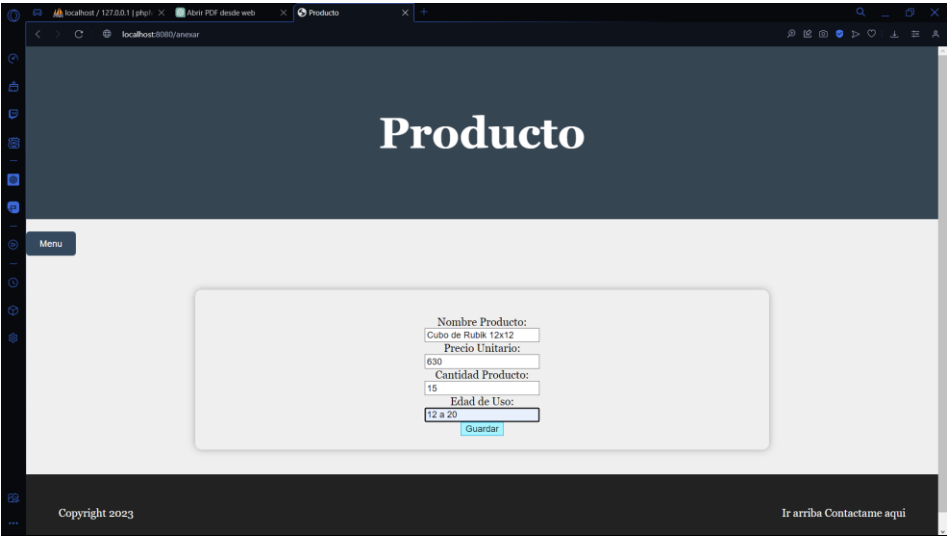 localhost / 127.0.0.1 | php
Abrir PDF desde web
Producto
localhost:8080/anexar
Producto
Menu
Nombre Producto:
Cubo de Rubik 12x12
Precio Unitario:
630
Cantidad Producto:
15
Edad de Uso:
12 a 20
Guardar
Copyright 2023
Ir arriba Contactame aqui